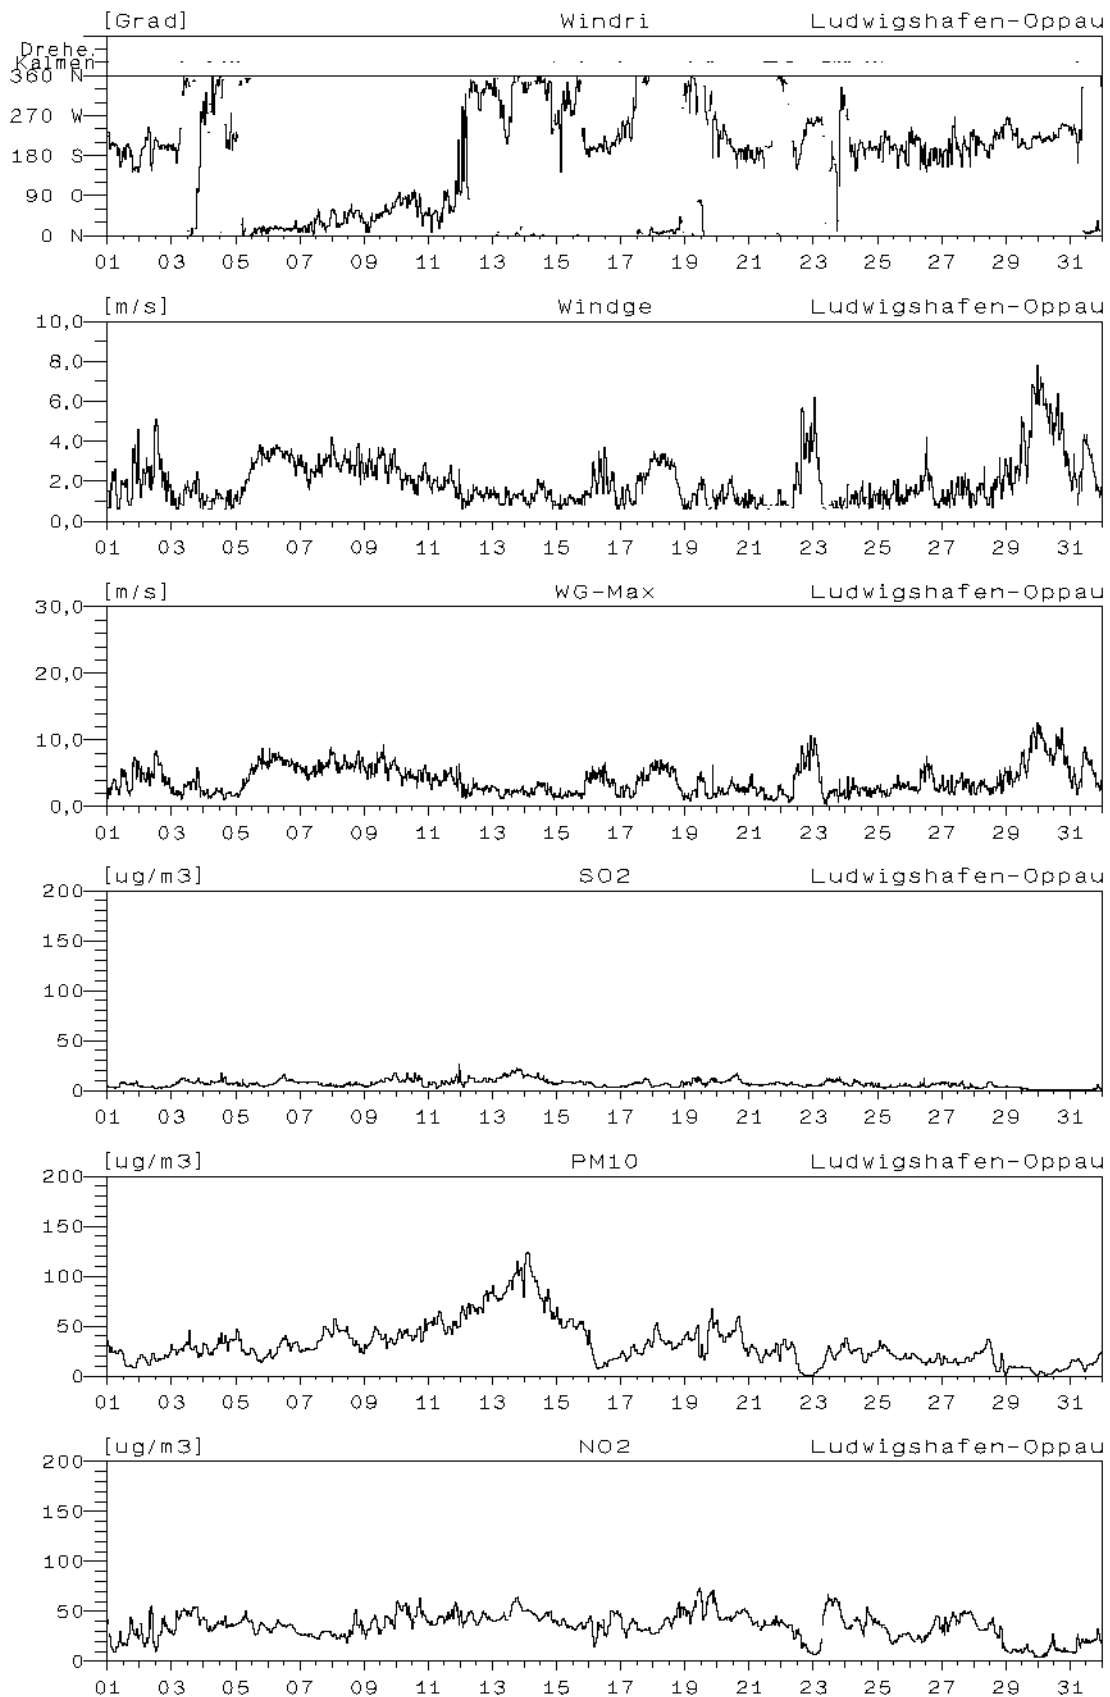 [Grad] Windri Ludwigshafen-Oppau
Drehe.
Kalmen
360 N
270 W
180 S
90 O
0 N
01 03 05 07 09 11 13 15 17 19 21 23 25 27 29 31
[m/s] Windge Ludwigshafen-Oppau
10,0
8,0
6,0
4,0
2,0
0,0
01 03 05 07 09 11 13 15 17 19 21 23 25 27 29 31
[m/s] WG-Max Ludwigshafen-Oppau
30,0
20,0
10,0
0,0
01 03 05 07 09 11 13 15 17 19 21 23 25 27 29 31
[ug/m3] SO2 Ludwigshafen-Oppau
200
150
100
50
0
01 03 05 07 09 11 13 15 17 19 21 23 25 27 29 31
[ug/m3] PM10 Ludwigshafen-Oppau
200
150
100
50
0
01 03 05 07 09 11 13 15 17 19 21 23 25 27 29 31
[ug/m3] NO2 Ludwigshafen-Oppau
200
150
100
50
0
01 03 05 07 09 11 13 15 17 19 21 23 25 27 29 31